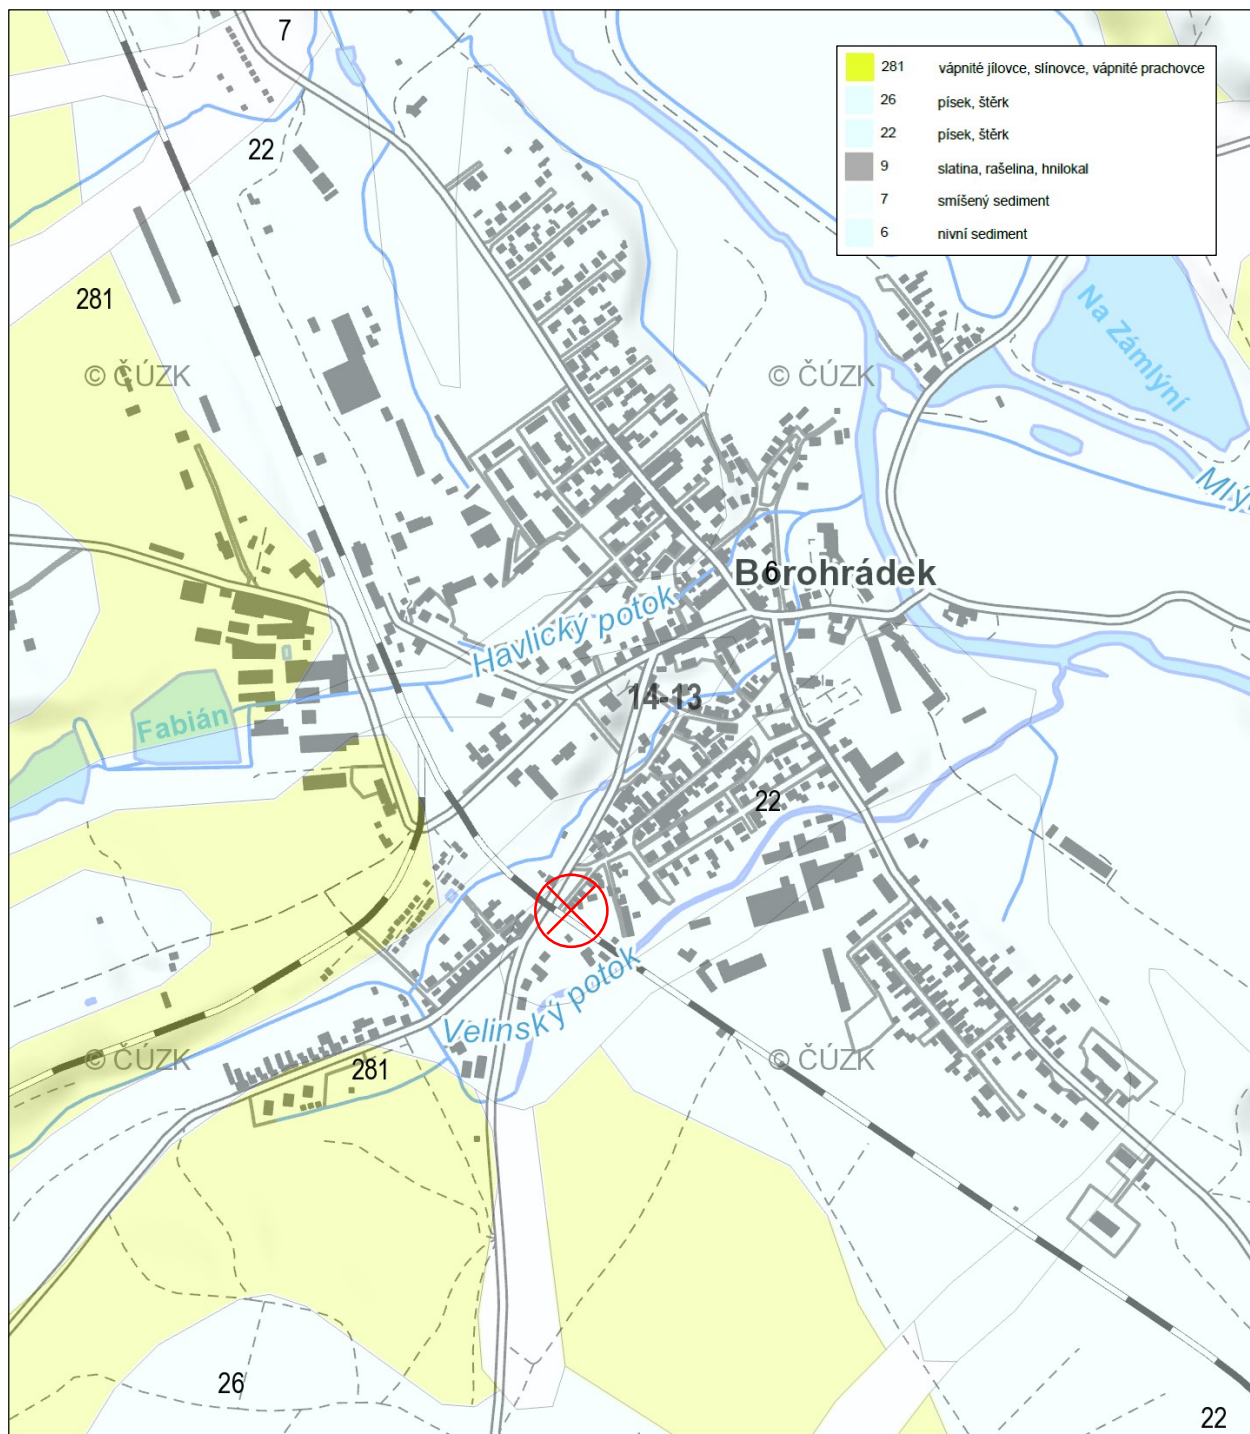 7
281 vápnité jílovce, slínovce, vápnité prachovce
26 písek, štěrk
22 písek, štěrk
9 slatina, rašelina, hnilokal
7 smíšený sediment
6 nivní sediment
22
281
Na Zámlýní
© ČÚZK
© ČÚZK
Mlý
6
Borohrádek
Havlický potok
14-13
Fabián
22
Velinský potok
© ČÚZK
© ČÚZK
281
26
22